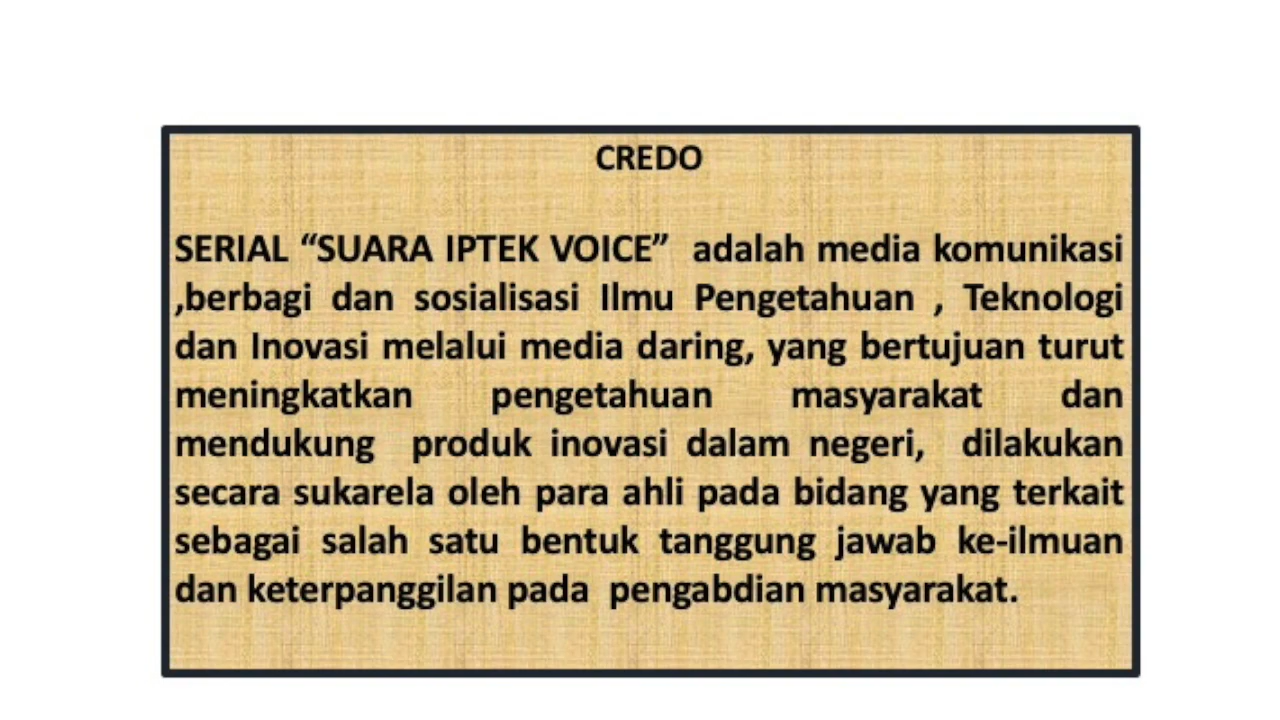 CREDO
SERIAL “SUARA IPTEK VOICE” adalah media komunikasi
,berbagi dan sosialisasi Ilmu Pengetahuan , Teknologi
dan Inovasi melalui media daring, yang bertujuan turut
meningkatkan pengetahuan masyarakat dan
mendukung produk inovasi dalam negeri, dilakukan
secara sukarela oleh para ahli pada bidang yang terkait
sebagai salah satu bentuk tanggung jawab ke-ilmuan
dan keterpanggilan pada pengabdian masyarakat.